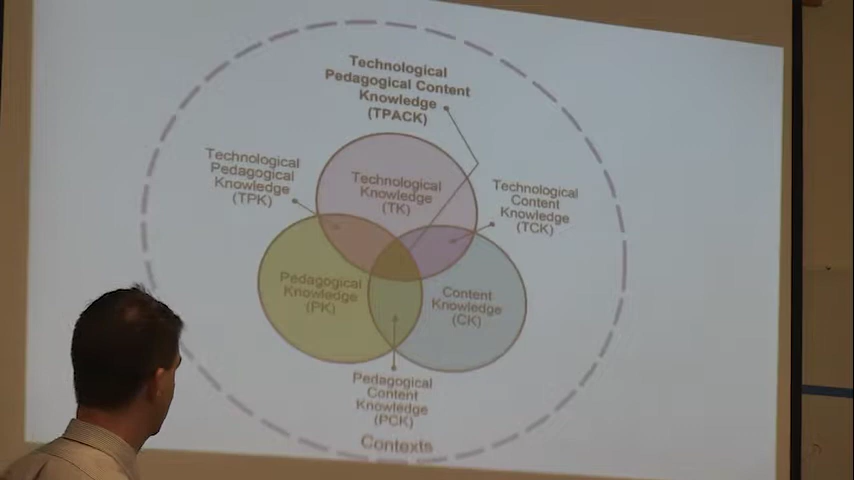 Technological
Pedagogical Content
Knowledge
(TPACK)
Technological
Pedagogical
Knowledge
(TPK)
Technological
Knowledge
(TK)
Technological
Content
Knowledge
(TCK)
Pedagogical
Knowledge
(PK)
Content
Knowledge
(CK)
Pedagogical
Content
Knowledge
(PCK)
Contexts